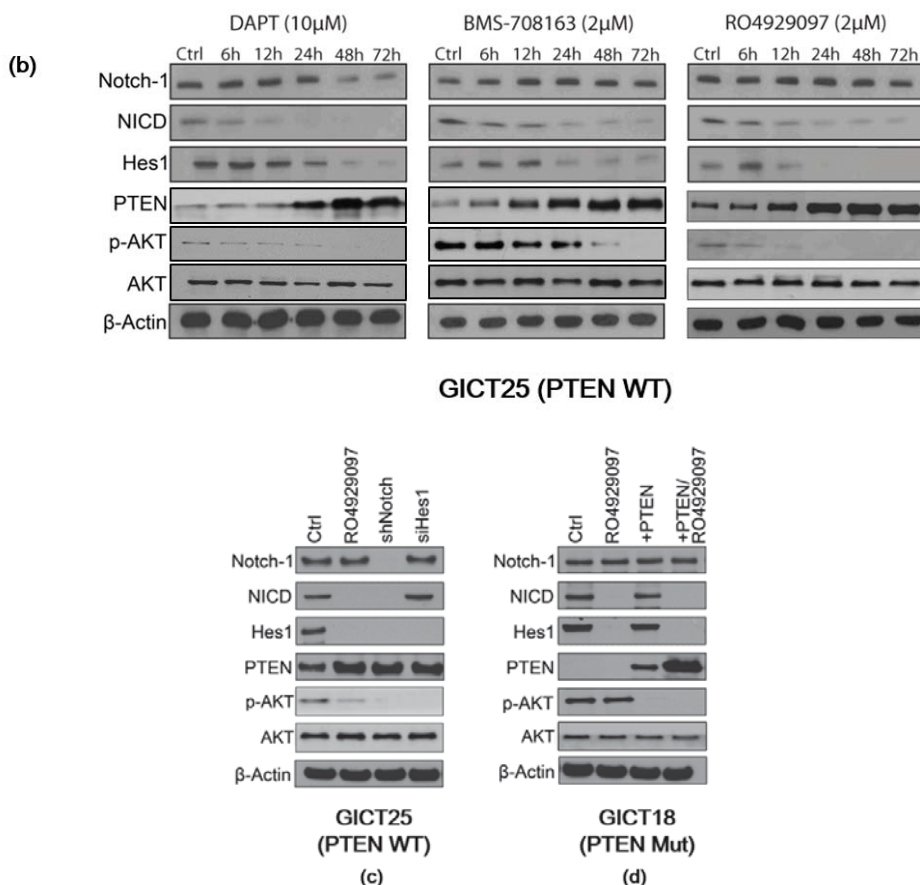 (b)
DAPT (10µM)
Ctrl 6h 12h 24h 48h 72h
BMS-708163 (2µM)
Ctrl 6h 12h 24h 48h 72h
RO4929097 (2µM)
Ctrl 6h 12h 24h 48h 72h
Notch-1
NICD
Hes1
PTEN
p-AKT
AKT
β-Actin
GICT25 (PTEN WT)
Ctrl
RO4929097
shNotch
siHes1
Notch-1
NICD
Hes1
PTEN
p-AKT
AKT
β-Actin
GICT25
(PTEN WT)
(c)
Ctrl
RO4929097
+PTEN
+PTEN/
RO4929097
Notch-1
NICD
Hes1
PTEN
p-AKT
AKT
β-Actin
GICT18
(PTEN Mut)
(d)